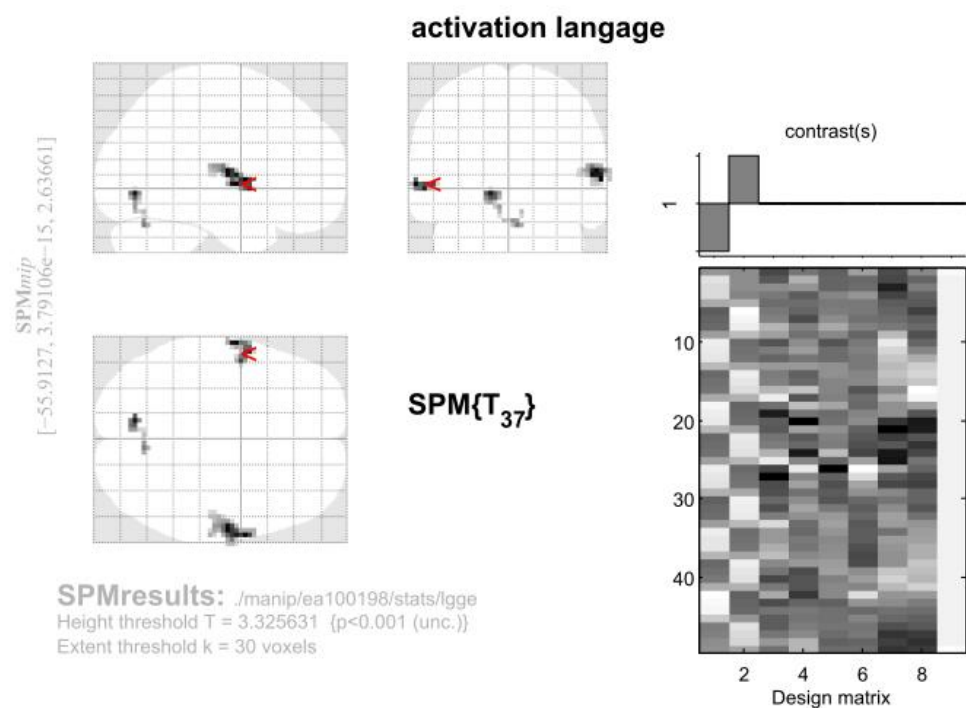 activation langage
SPMmip
[−55.9127, 3.79106e−15, 2.63661]
<
<
<
SPM{T37}
SPMresults: ./manip/ea100198/stats/lgge
Height threshold T = 3.325631 {p<0.001 (unc.)}
Extent threshold k = 30 voxels
contrast(s)
1
10
20
30
40
2 4 6 8
Design matrix